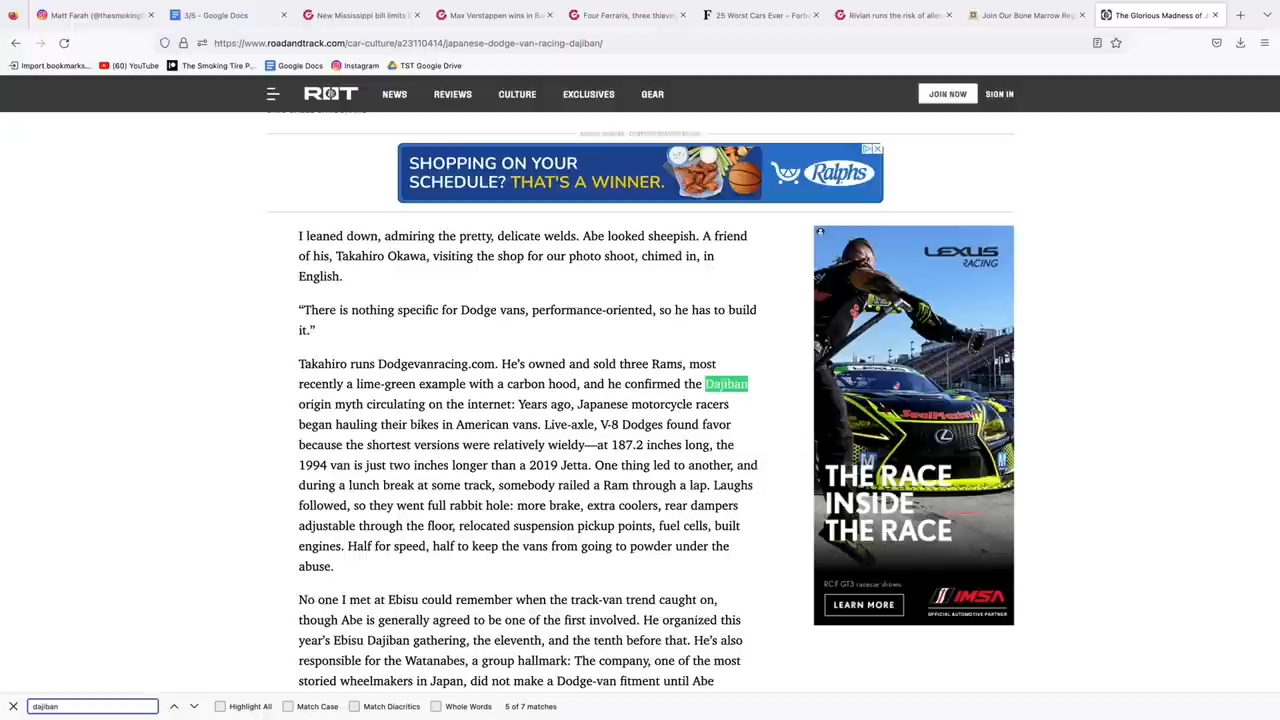 Matt Farah (@thesmokingt
3/5 - Google Docs
New Mississippi bill limits E
Max Verstappen wins in Ba
Four Ferraris, three thieve
25 Worst Cars Ever – Forb
Rivian runs the risk of alien
Join Our Bone Marrow Reg
The Glorious Madness of J
https://www.roadandtrack.com/car-culture/a23110414/japanese-dodge-van-racing-dajiban/
Import bookmarks...
(60) YouTube
The Smoking Tire P...
Google Docs
Instagram
TST Google Drive
R&T
NEWS
REVIEWS
CULTURE
EXCLUSIVES
GEAR
JOIN NOW
SIGN IN
SHOPPING ON YOUR
SCHEDULE? THAT'S A WINNER.
Ralphs
I leaned down, admiring the pretty, delicate welds. Abe looked sheepish. A friend
of his, Takahiro Okawa, visiting the shop for our photo shoot, chimed in, in
English.
“There is nothing specific for Dodge vans, performance-oriented, so he has to build
it.”
Takahiro runs Dodgevanracing.com. He’s owned and sold three Rams, most
recently a lime-green example with a carbon hood, and he confirmed the Dajiban
origin myth circulating on the internet: Years ago, Japanese motorcycle racers
began hauling their bikes in American vans. Live-axle, V-8 Dodges found favor
because the shortest versions were relatively wieldy—at 187.2 inches long, the
1994 van is just two inches longer than a 2019 Jetta. One thing led to another, and
during a lunch break at some track, somebody railed a Ram through a lap. Laughs
followed, so they went full rabbit hole: more brake, extra coolers, rear dampers
adjustable through the floor, relocated suspension pickup points, fuel cells, built
engines. Half for speed, half to keep the vans from going to powder under the
abuse.
No one I met at Ebisu could remember when the track-van trend caught on,
though Abe is generally agreed to be one of the first involved. He organized this
year’s Ebisu Dajiban gathering, the eleventh, and the tenth before that. He’s also
responsible for the Watanabes, a group hallmark: The company, one of the most
storied wheelmakers in Japan, did not make a Dodge-van fitment until Abe
LEXUS
RACING
SealMaster
THE RACE
INSIDE
THE RACE
RC F GT3 racecar shown.
LEARN MORE
IMSA
OFFICIAL AUTOMOTIVE PARTNER
dajiban
Highlight All
Match Case
Match Diacritics
Whole Words
5 of 7 matches